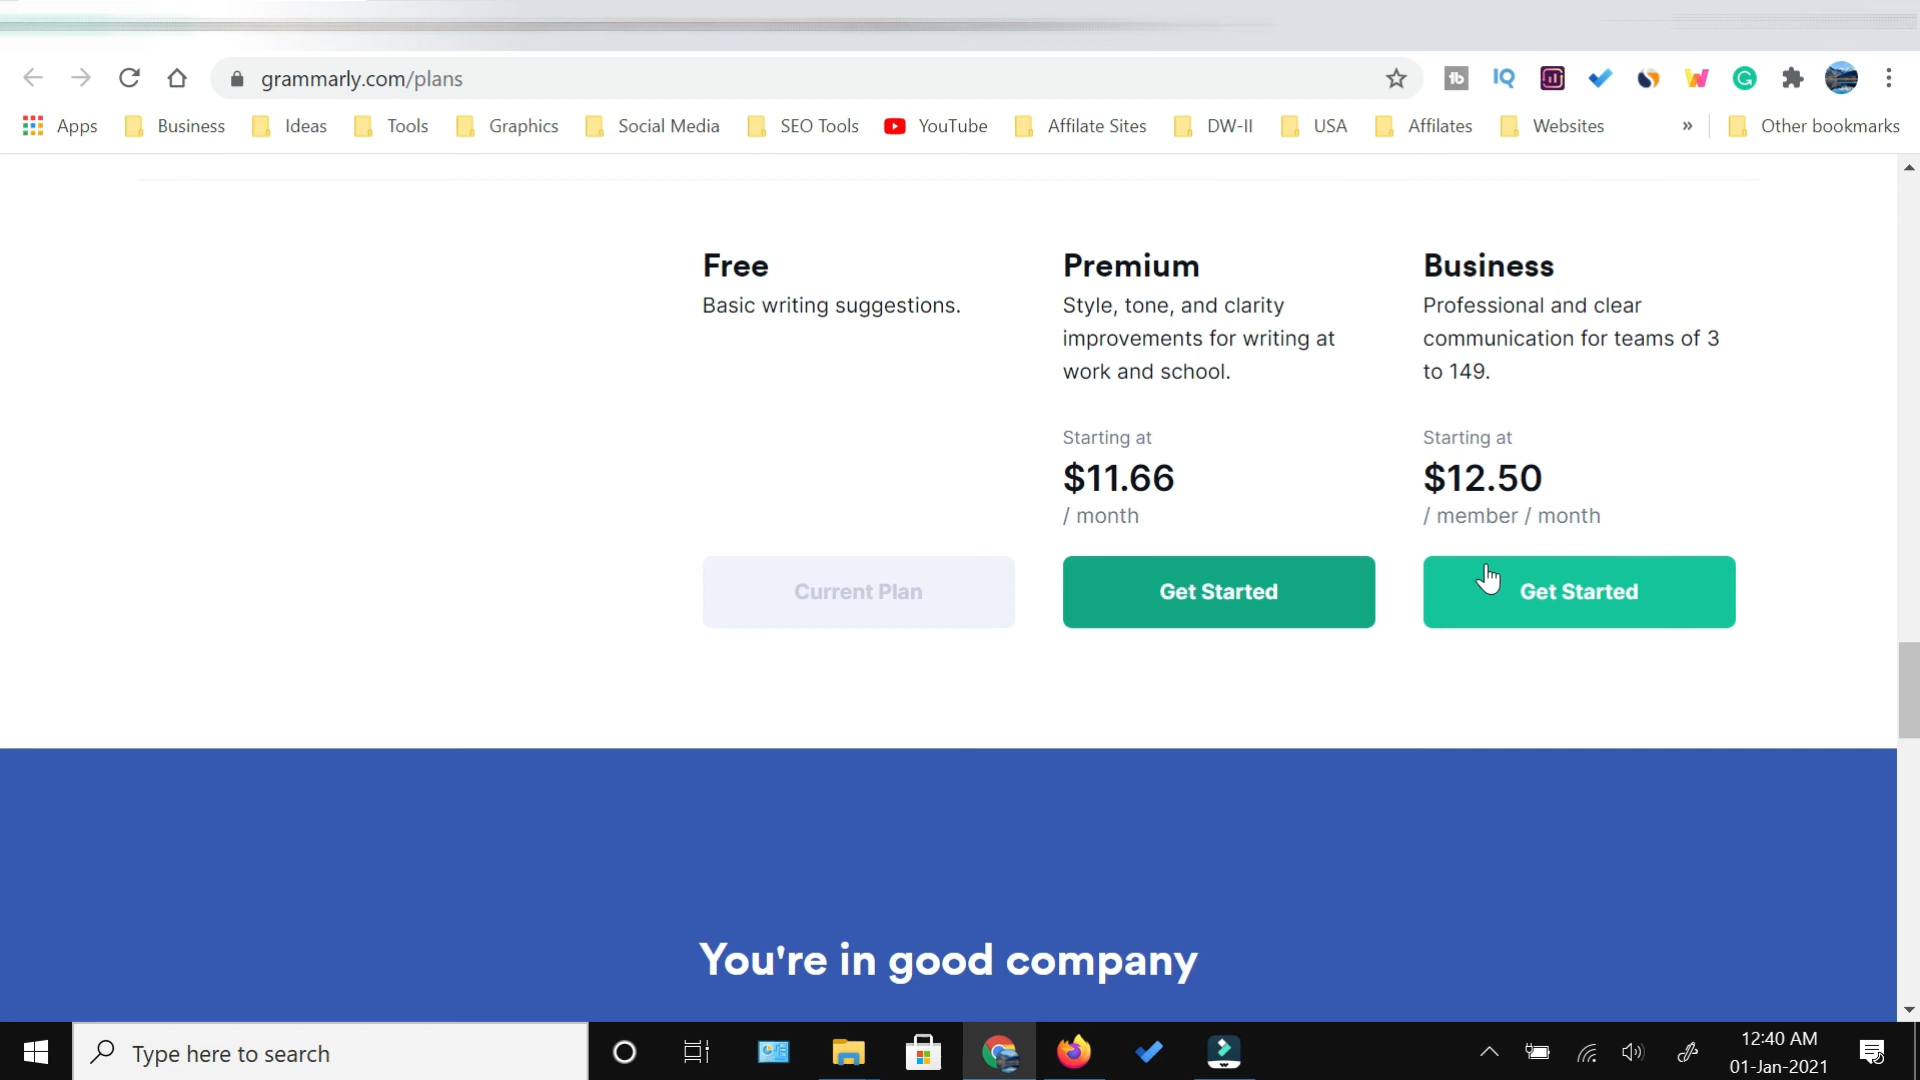 grammarly.com/plans
Apps Business Ideas Tools Graphics Social Media SEO Tools YouTube Affilate Sites DW-II USA Affilates Websites » Other bookmarks
Free Premium Business
Basic writing suggestions. Style, tone, and clarity Professional and clear
improvements for writing at communication for teams of 3
work and school. to 149.
Starting at Starting at
$11.66 $12.50
/ month / member / month
Current Plan Get Started Get Started
You're in good company
Type here to search
12:40 AM
01-Jan-2021